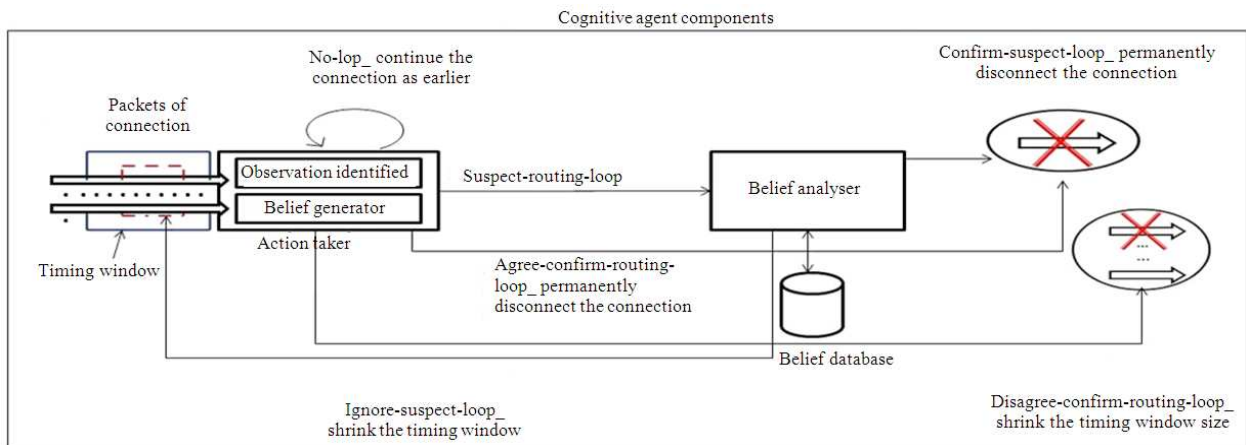 Cognitive agent components
No-lop_ continue the
connection as earlier
Confirm-suspect-loop_ permanently
disconnect the connection
Packets of
connection
Observation identified
Belief generator
Action taker
Suspect-routing-loop
Belief analyser
...
...
Timing window
Agree-confirm-routing-
loop_ permanently
disconnect the connection
Belief database
Ignore-suspect-loop_
shrink the timing window
Disagree-confirm-routing-loop_
shrink the timing window size